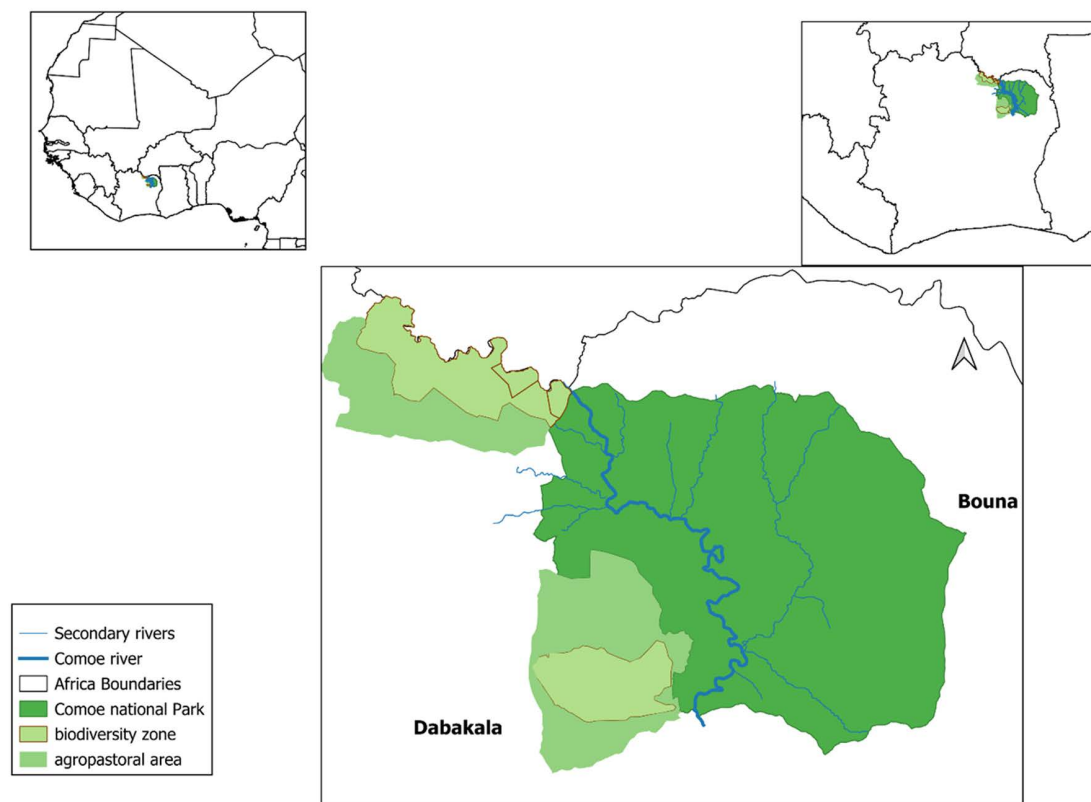 Bouna
Dabakala
Secondary rivers
Comoe river
Africa Boundaries
Comoe national Park
biodiversity zone
agropastoral area